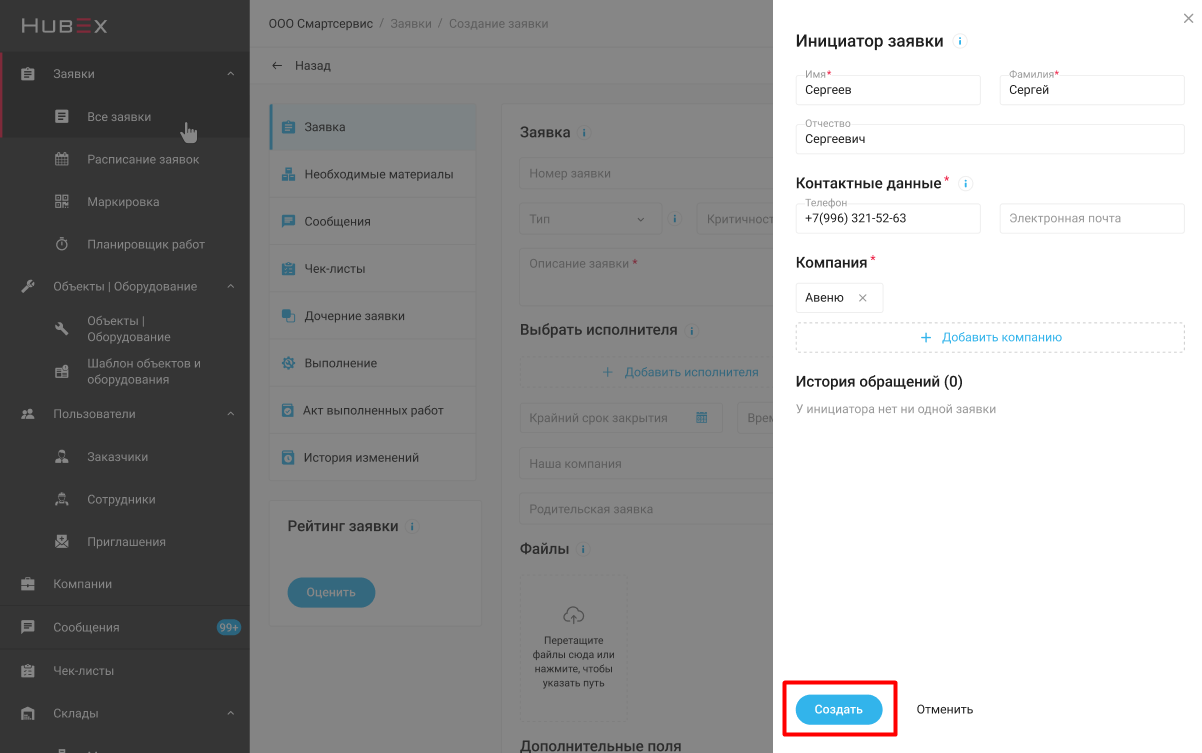 HUBEX
Заявки
Все заявки
Расписание заявок
Маркировка
Планировщик работ
Объекты | Оборудование
Объекты |
Оборудование
Шаблон объектов и
оборудования
Пользователи
Заказчики
Сотрудники
Приглашения
Компании
Сообщения
99+
Чек-листы
Склады
ООО Смартсервис / Заявки / Создание заявки
← Назад
Заявка
Необходимые материалы
Сообщения
Чек-листы
Дочерние заявки
Выполнение
Акт выполненных работ
История изменений
Рейтинг заявки i
Оценить
Заявка i
Номер заявки
Тип
i
Критичност
Описание заявки *
Выбрать исполнителя i
+ Добавить исполнителя
Крайний срок закрытия
Врем
Наша компания
Родительская заявка
Файлы i
Перетащите
файлы сюда или
нажмите, чтобы
указать путь
Дополнительные поля
Инициатор заявки i
Имя*
Сергеев
Фамилия*
Сергей
Отчество
Сергеевич
Контактные данные * i
Телефон
+7(996) 321-52-63
Электронная почта
Компания *
Авеню ×
+ Добавить компанию
История обращений (0)
У инициатора нет ни одной заявки
Создать
Отменить